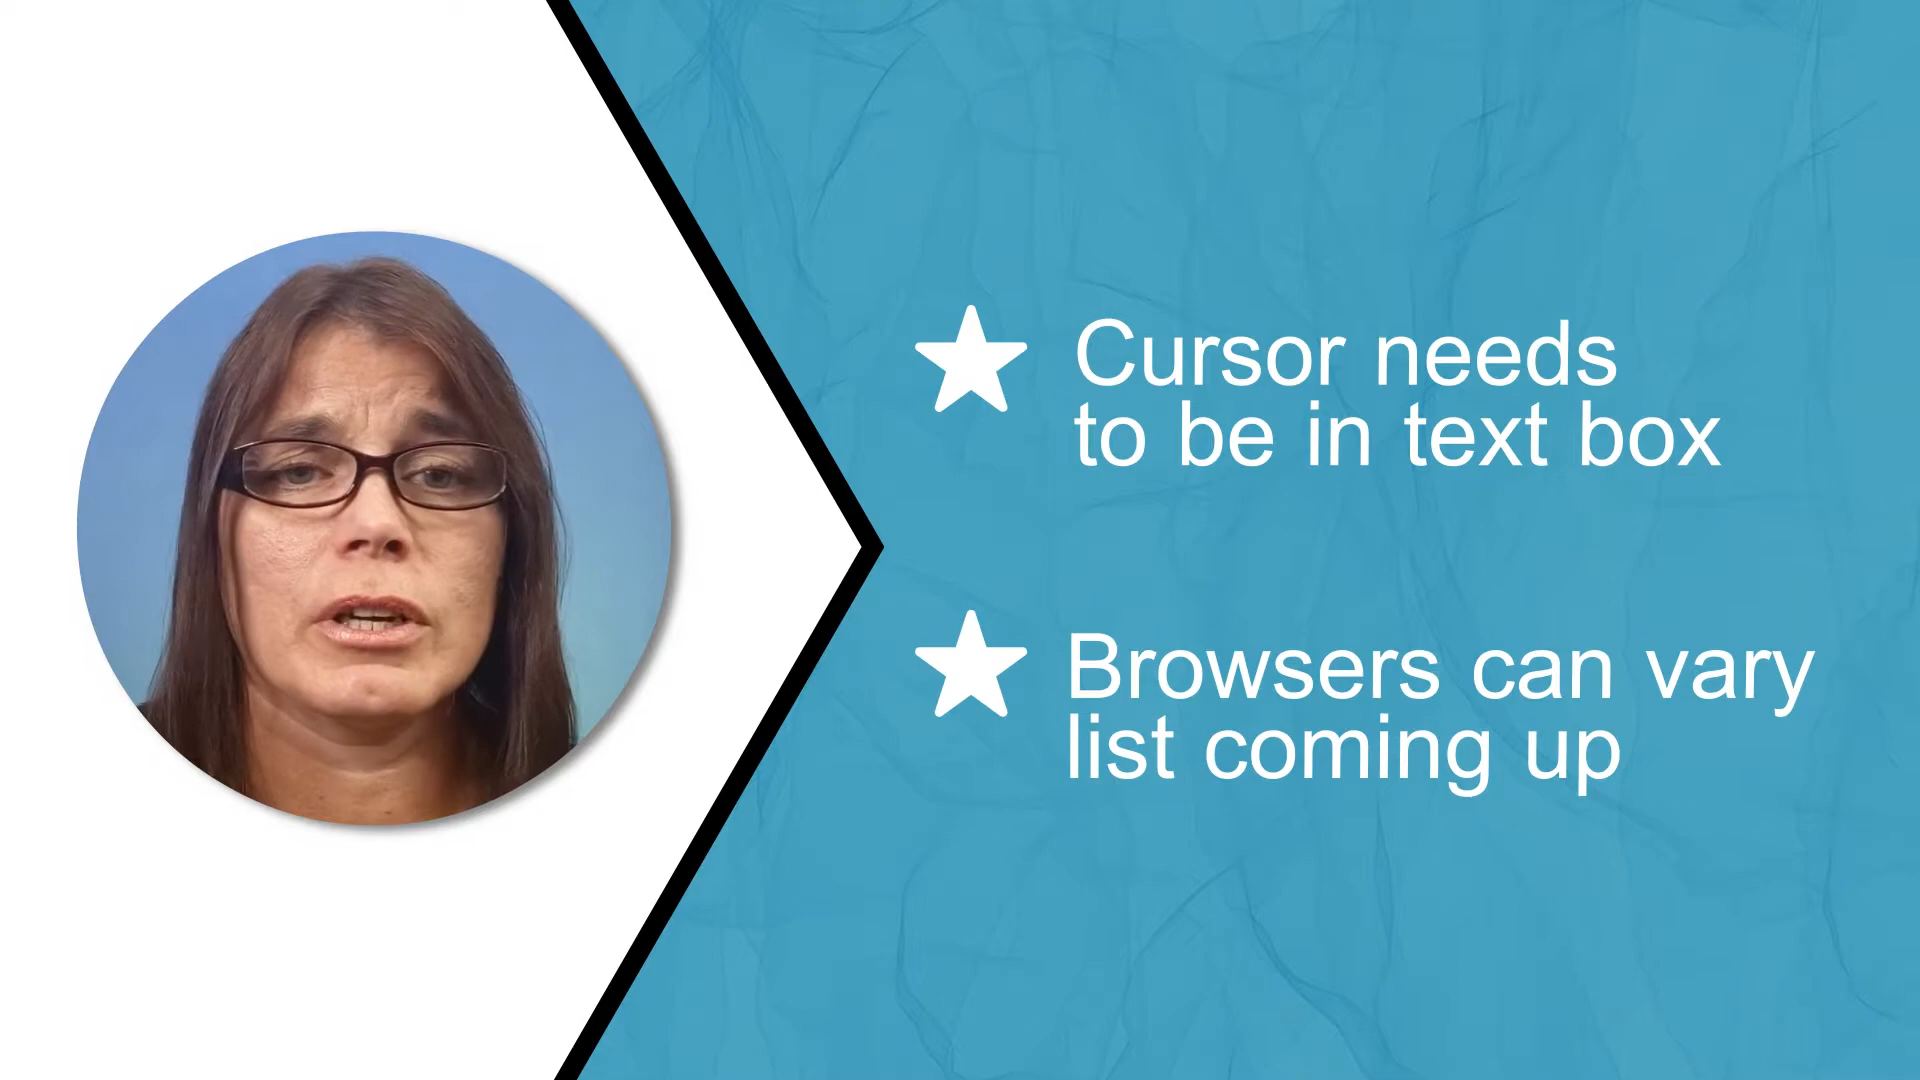 Cursor needs
to be in text box
Browsers can vary
list coming up